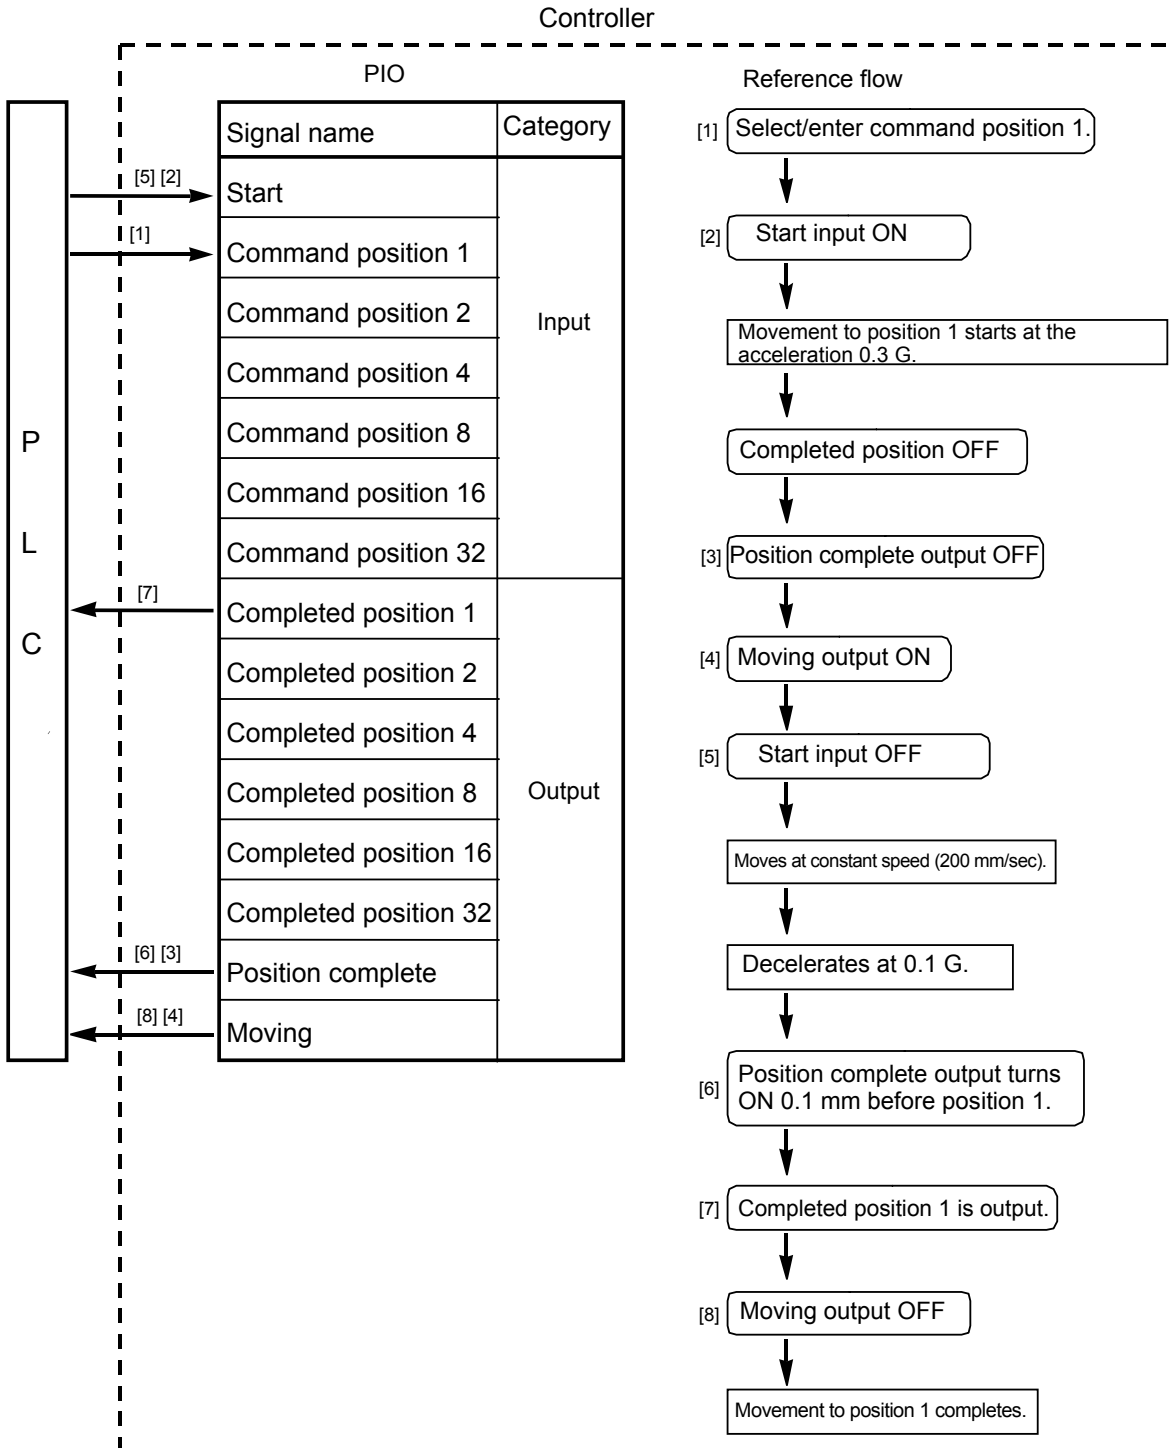 Controller
PIO
Signal name
Category
[5] [2]
Start
[1]
Command position 1
Command position 2
Input
Command position 4
Command position 8
Command position 16
Command position 32
[7]
Completed position 1
Completed position 2
Completed position 4
Completed position 8
Output
Completed position 16
Completed position 32
[6] [3]
Position complete
[8] [4]
Moving
P
L
C
Reference flow
[1] Select/enter command position 1.
[2] Start input ON
Movement to position 1 starts at the
acceleration 0.3 G.
Completed position OFF
[3] Position complete output OFF
[4] Moving output ON
[5] Start input OFF
Moves at constant speed (200 mm/sec).
Decelerates at 0.1 G.
[6] Position complete output turns
ON 0.1 mm before position 1.
[7] Completed position 1 is output.
[8] Moving output OFF
Movement to position 1 completes.